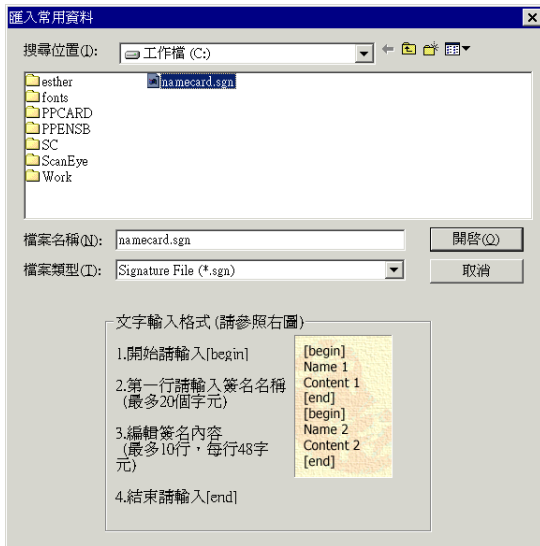 匯入常用資料
搜尋位置(I):
工作檔 (C:)
esther
namecard.sgn
fonts
PPCARD
PPENSB
SC
ScanEye
Work
檔案名稱(N):
namecard.sgn
開啓(O)
檔案類型(T):
Signature File (*.sgn)
取消
文字輸入格式 (請參照右圖)
1.開始請輸入[begin]
2.第一行請輸入簽名名稱
(最多20個字元)
3.編輯簽名內容
(最多10行，每行48字
元)
4.結束請輸入[end]
[begin]
Name 1
Content 1
[end]
[begin]
Name 2
Content 2
[end]